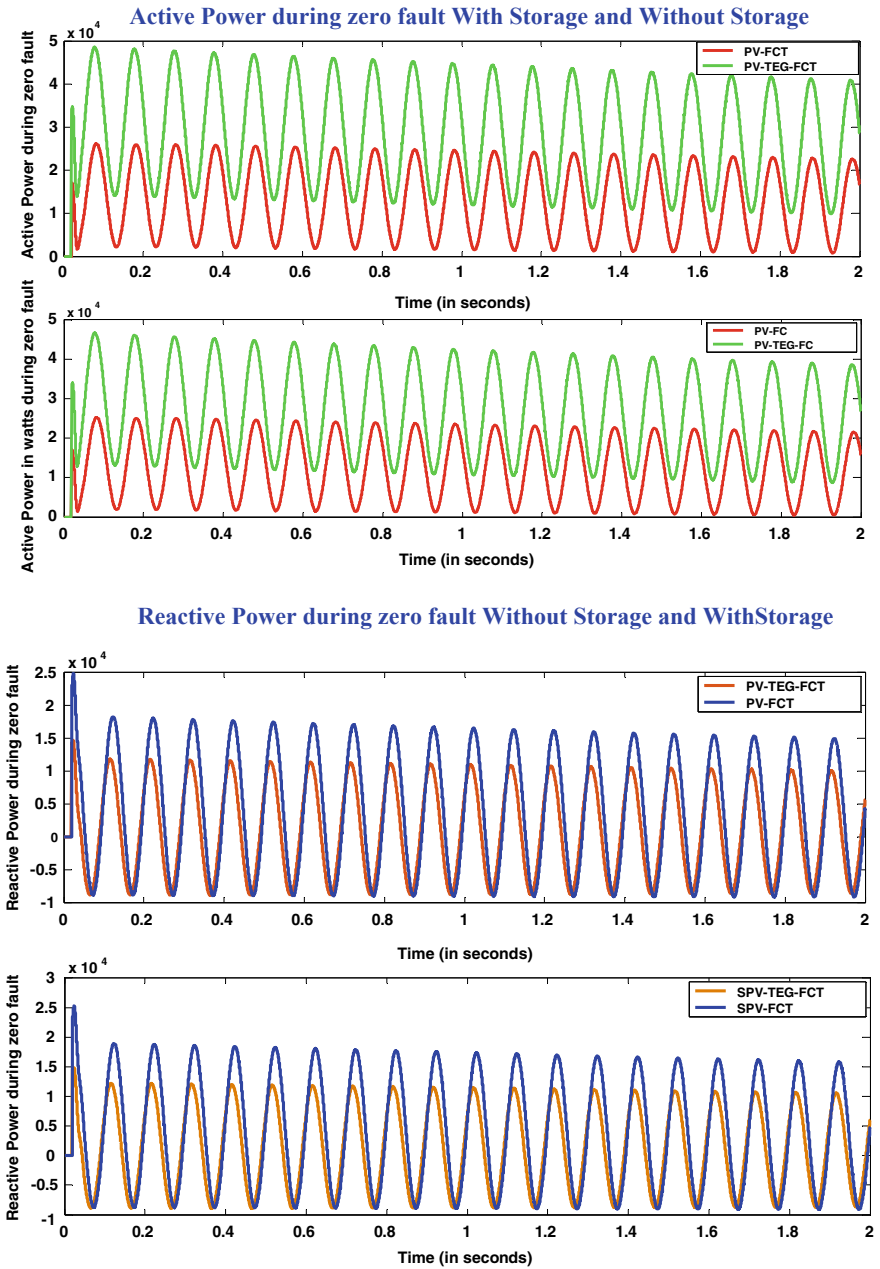 Active Power during zero fault With Storage and Without Storage
x 10⁴
Active Power during zero fault
5
4
3
2
1
0
PV-FCT
PV-TEG-FCT
0 0.2 0.4 0.6 0.8 1 1.2 1.4 1.6 1.8 2
Time (in seconds)
x 10⁴
Active Power in watts during zero fault
5
4
3
2
1
0
PV-FC
PV-TEG-FC
0 0.2 0.4 0.6 0.8 1 1.2 1.4 1.6 1.8 2
Time (in seconds)
Reactive Power during zero fault Without Storage and WithStorage
x 10⁴
Reactive Power during zero fault
2.5
2
1.5
1
0.5
0
-0.5
-1
PV-TEG-FCT
PV-FCT
0 0.2 0.4 0.6 0.8 1 1.2 1.4 1.6 1.8 2
Time (in seconds)
x 10⁴
Reactive Power during zero fault
3
2.5
2
1.5
1
0.5
0
-0.5
-1
SPV-TEG-FCT
SPV-FCT
0 0.2 0.4 0.6 0.8 1 1.2 1.4 1.6 1.8 2
Time (in seconds)